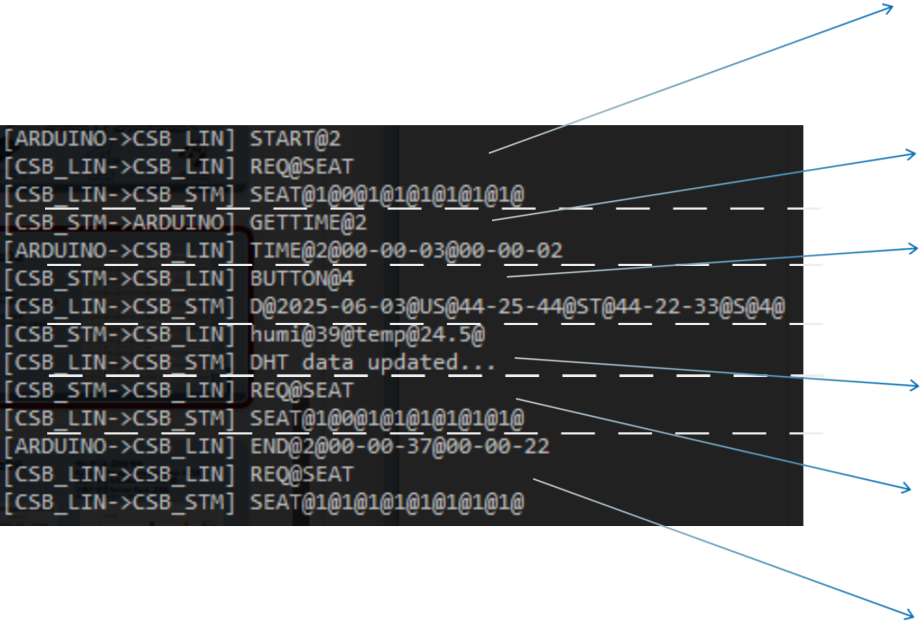 [ARDUINO->CSB_LIN] START@2
[CSB_LIN->CSB_LIN] REQ@SEAT
[CSB_LIN->CSB_STM] SEAT@1@0@1@1@1@1@1@1@
[CSB_STM->ARDUINO] GETTIME@2
[ARDUINO->CSB_LIN] TIME@2@00-00-03@00-00-02
[CSB_STM->CSB_LIN] BUTTON@4
[CSB_LIN->CSB_STM] D@2025-06-03@US@44-25-44@ST@44-22-33@S@4@
[CSB_STM->CSB_LIN] humi@39@temp@24.5@
[CSB_LIN->CSB_STM] DHT data updated...
[CSB_STM->CSB_LIN] REQ@SEAT
[CSB_LIN->CSB_STM] SEAT@1@0@1@1@1@1@1@1@
[ARDUINO->CSB_LIN] END@2@00-00-37@00-00-22
[CSB_LIN->CSB_LIN] REQ@SEAT
[CSB_LIN->CSB_STM] SEAT@1@1@1@1@1@1@1@1@